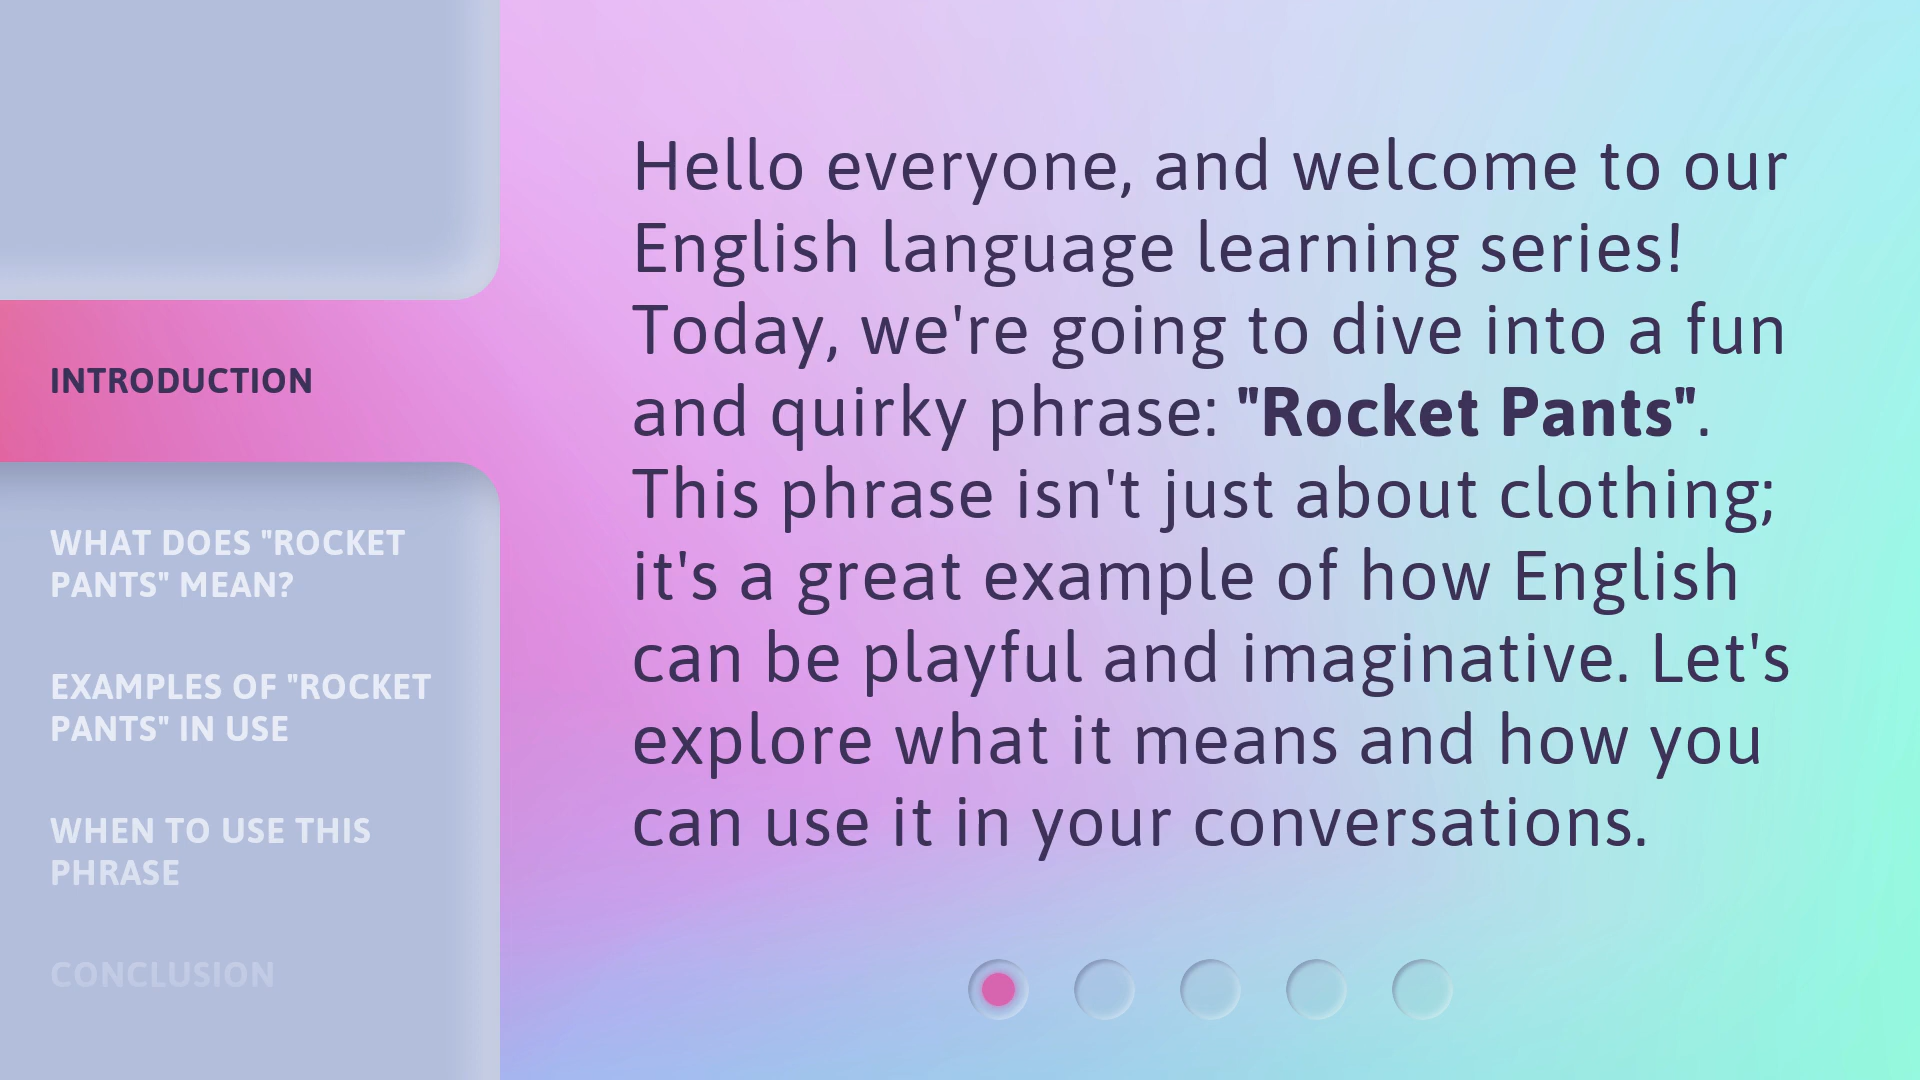 INTRODUCTION
WHAT DOES "ROCKET
PANTS" MEAN?
EXAMPLES OF "ROCKET
PANTS" IN USE
WHEN TO USE THIS
PHRASE
CONCLUSION
Hello everyone, and welcome to our
English language learning series!
Today, we're going to dive into a fun
and quirky phrase: "Rocket Pants".
This phrase isn't just about clothing;
it's a great example of how English
can be playful and imaginative. Let's
explore what it means and how you
can use it in your conversations.